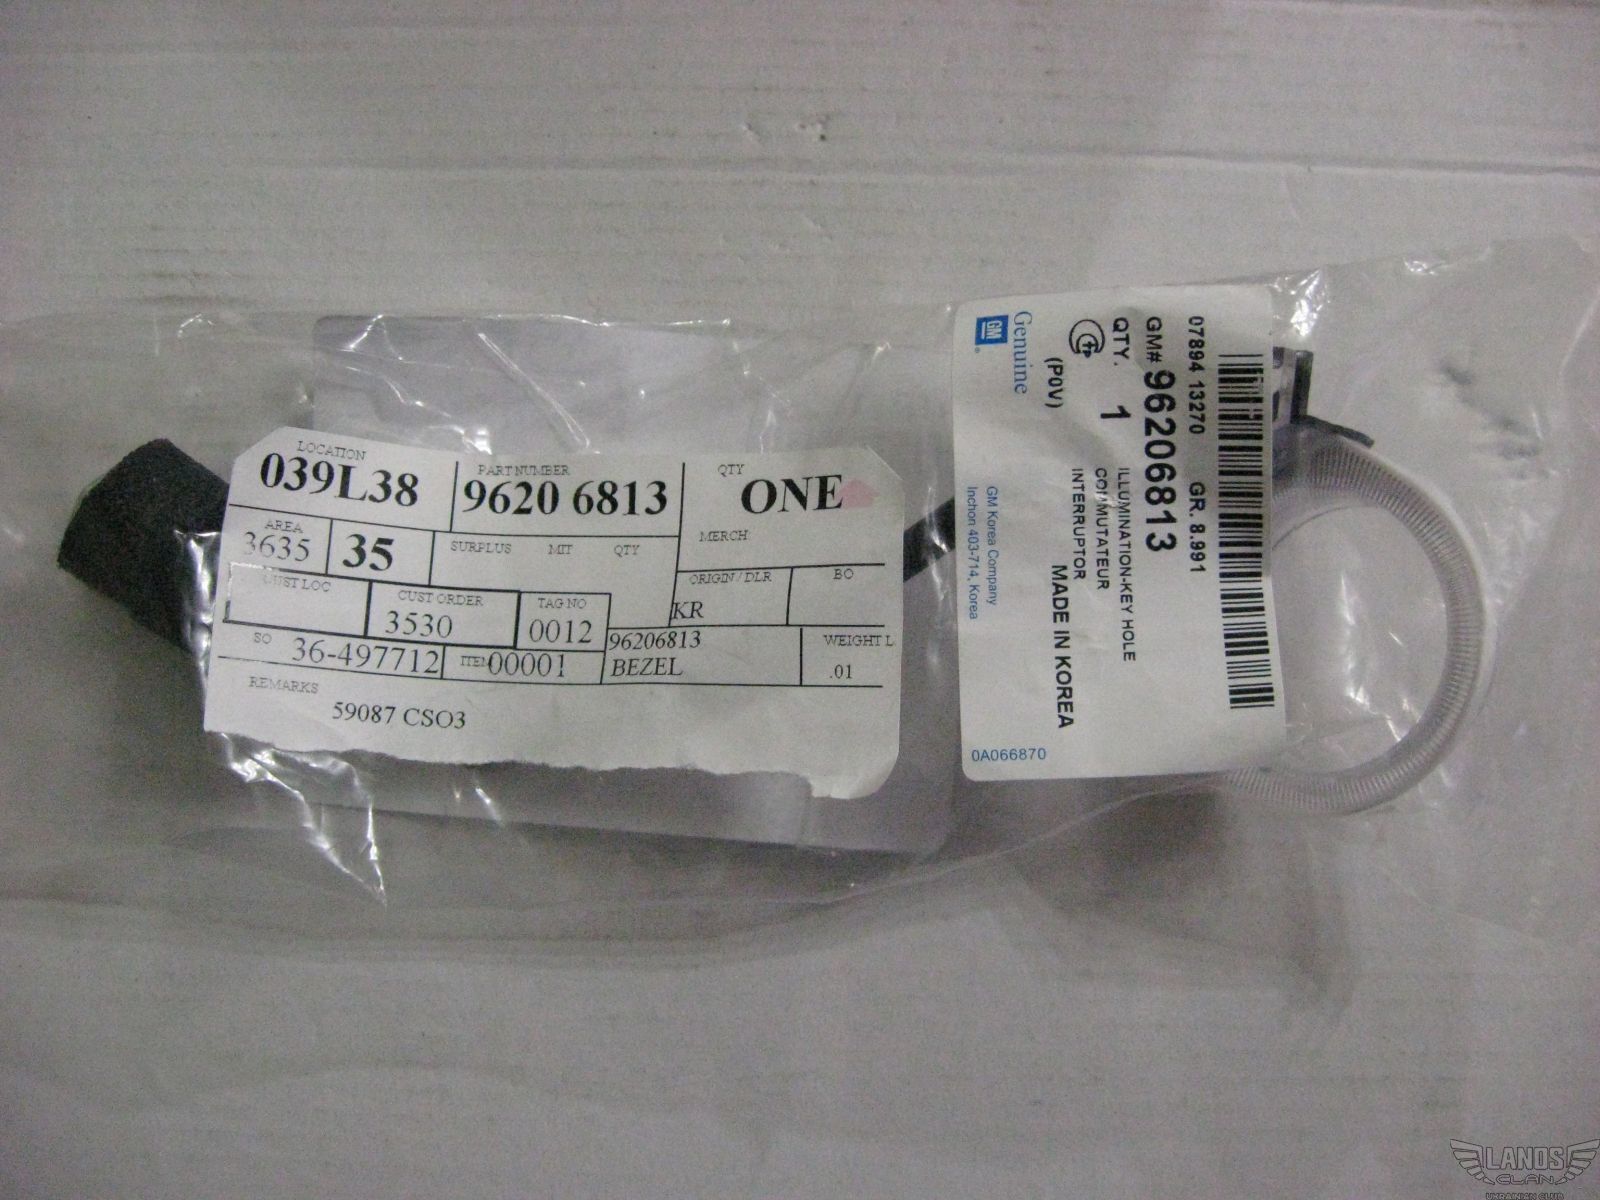 LOCATION
039L38
PART NUMBER
9620 6813
QTY
ONE
AREA
3635
35
SURPLUS MIT QTY
MERCH
CUST LOC
CUST ORDER
3530
TAG NO
0012
ORIGIN / DLR
KR
BO
SO 36-497712
ITEM 00001
96206813
BEZEL
WEIGHT L
.01
REMARKS
59087 CSO3
07894 13270 GR. 8.991
GM# 96206813
QTY. 1
ILLUMINATION-KEY HOLE
COMMUTATEUR
INTERRUPTOR
(P0V)
MADE IN KOREA
GM
Genuine
GM Korea Company
Inchon 403-714, Korea
0A066870
LANOS
CLAN
UKRAINIAN CLUB